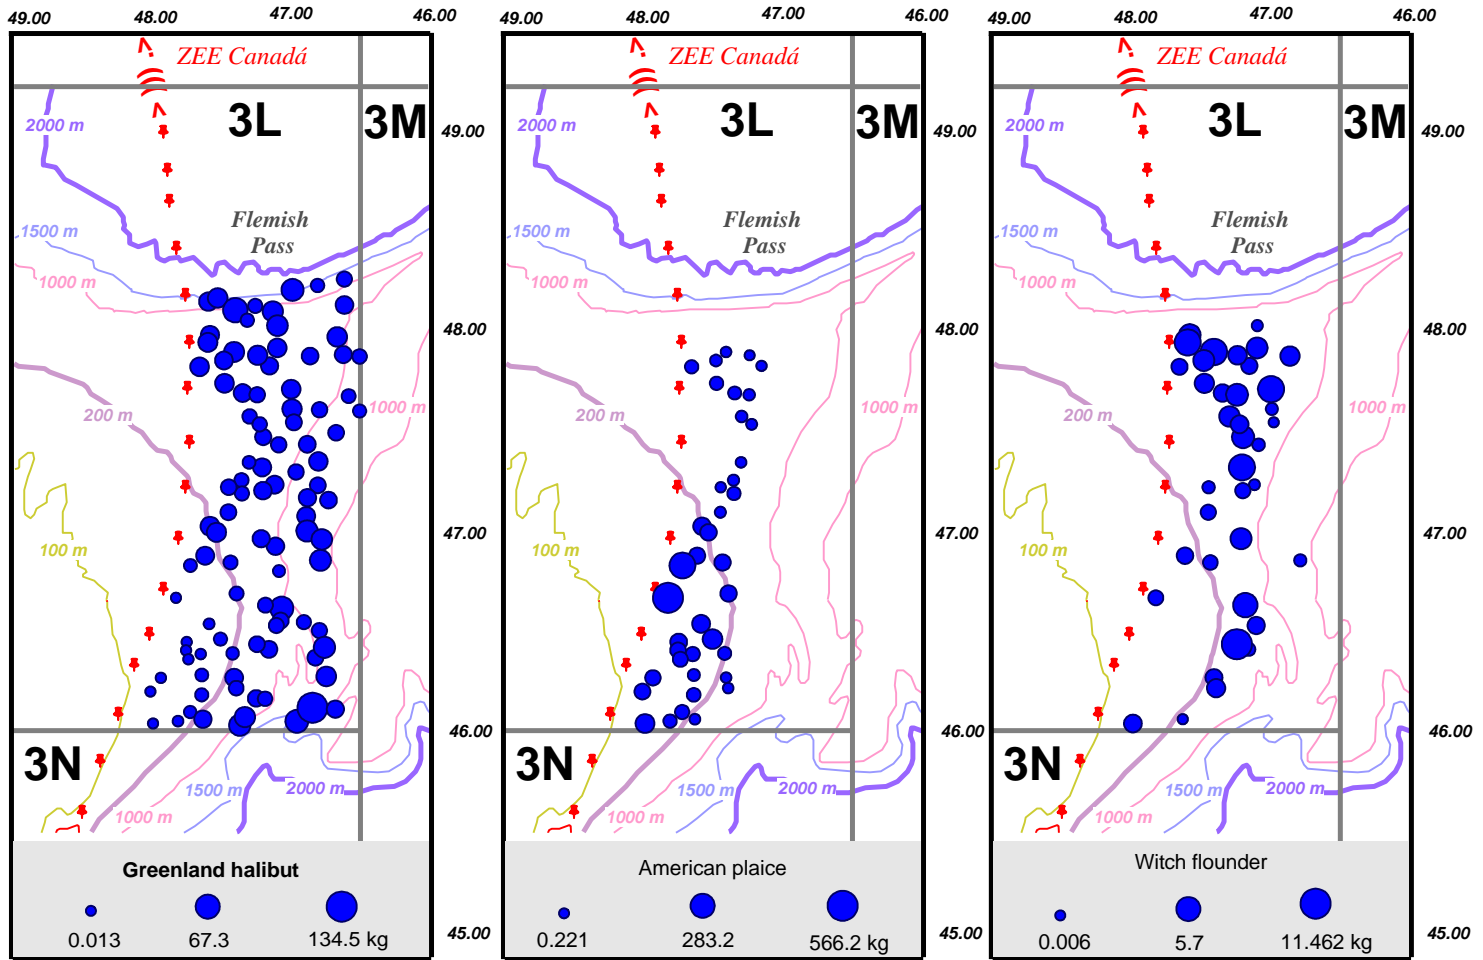 49.00 48.00 47.00 46.00
ZEE Canadá
3L 3M
2000 m
49.00
Flemish
Pass
1500 m
1000 m
48.00
200 m
1000 m
47.00
100 m
46.00
3N
1500 m 2000 m
1000 m
Greenland halibut
0.013 67.3 134.5 kg
45.00
49.00 48.00 47.00 46.00
ZEE Canadá
3L 3M
2000 m
49.00
Flemish
Pass
1500 m
1000 m
48.00
200 m
1000 m
47.00
100 m
46.00
3N
1500 m 2000 m
1000 m
American plaice
0.221 283.2 566.2 kg
45.00
49.00 48.00 47.00 46.00
ZEE Canadá
3L 3M
2000 m
49.00
Flemish
Pass
1500 m
1000 m
48.00
200 m
1000 m
47.00
100 m
46.00
3N
1500 m 2000 m
1000 m
Witch flounder
0.006 5.7 11.462 kg
45.00